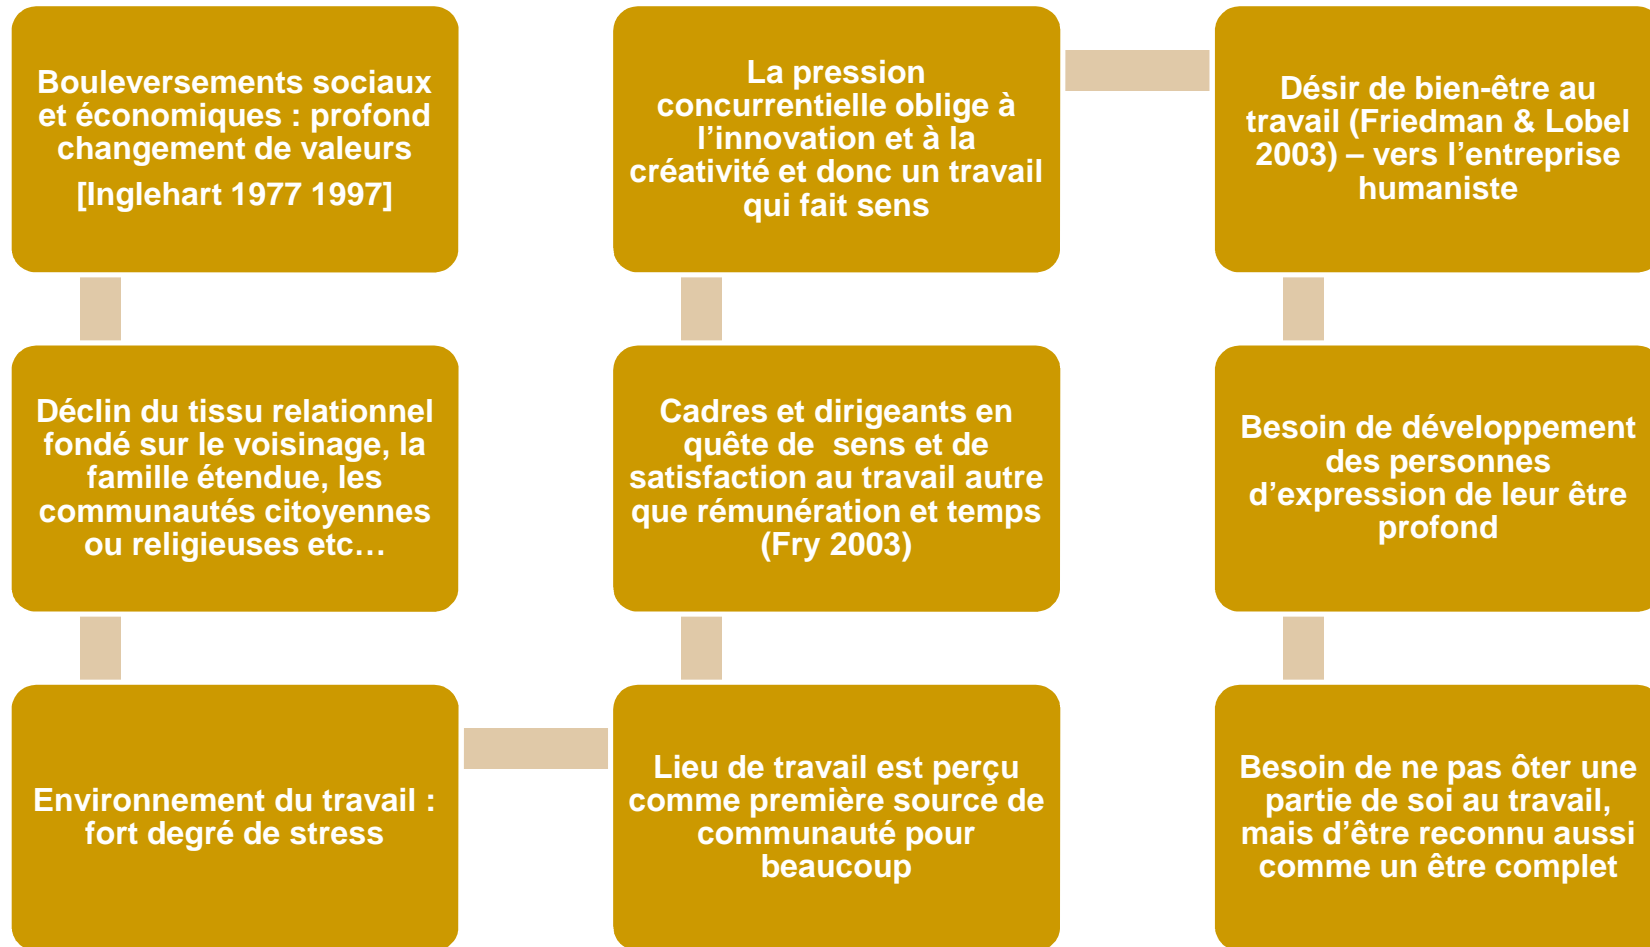 Bouleversements sociaux
et économiques : profond
changement de valeurs
[Inglehart 1977 1997]
Déclin du tissu relationnel
fondé sur le voisinage, la
famille étendue, les
communautés citoyennes
ou religieuses etc…
Environnement du travail :
fort degré de stress
Lieu de travail est perçu
comme première source de
communauté pour
beaucoup
Cadres et dirigeants en
quête de  sens et de
satisfaction au travail autre
que rémunération et temps
(Fry 2003)
La pression
concurrentielle oblige à
l’innovation et à la
créativité et donc un travail
qui fait sens
Désir de bien-être au
travail (Friedman & Lobel
2003) – vers l’entreprise
humaniste
Besoin de développement
des personnes
d’expression de leur être
profond
Besoin de ne pas ôter une
partie de soi au travail,
mais d’être reconnu aussi
comme un être complet